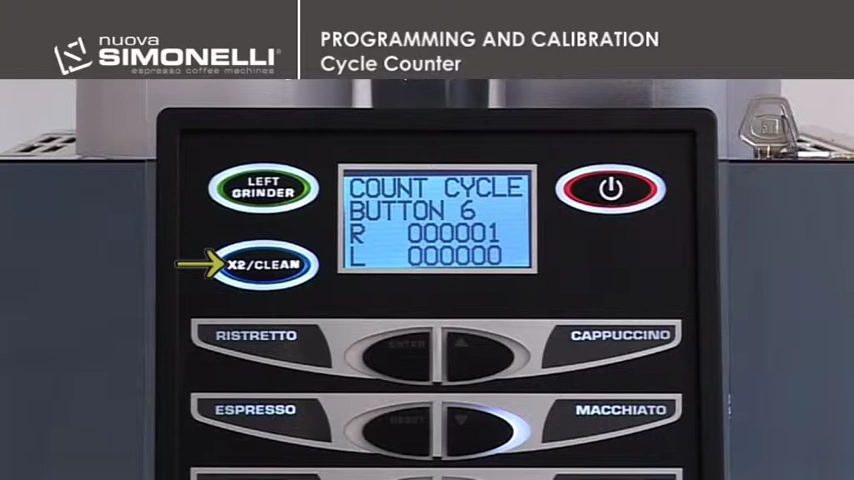 nuova
SIMONELLI
espresso coffee machines
PROGRAMMING AND CALIBRATION
Cycle Counter
LEFT
GRINDER
COUNT CYCLE
BUTTON 6
R 000001
L 000000
X2/CLEAN
RISTRETTO
ENTER
CAPPUCCINO
ESPRESSO
RESET
MACCHIATO